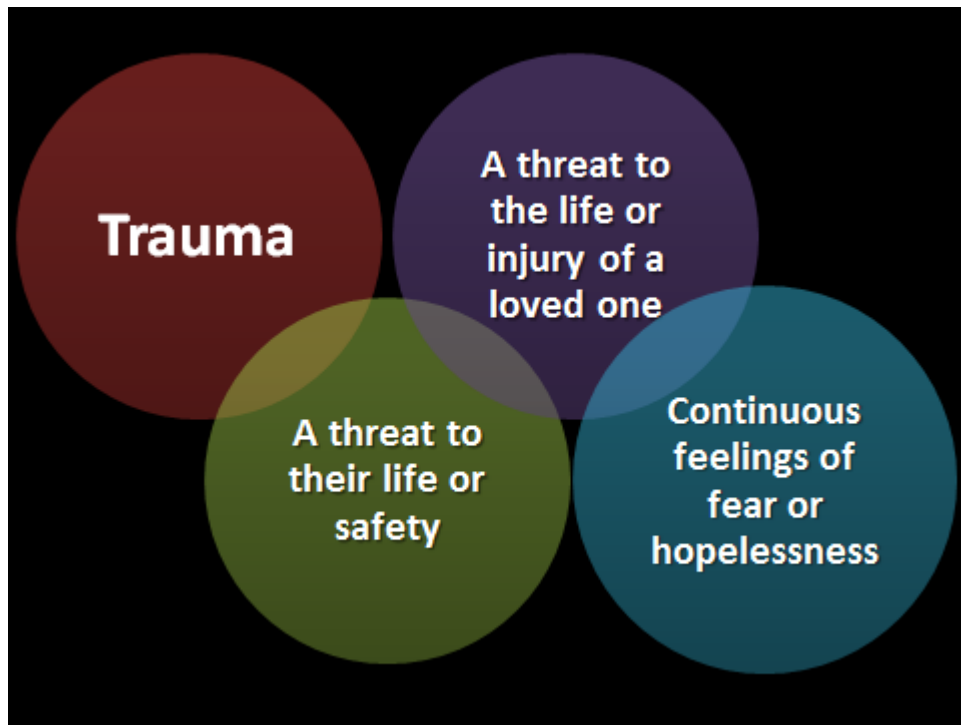 Trauma
A threat to
their life or
safety
A threat to
the life or
injury of a
loved one
Continuous
feelings of
fear or
hopelessness